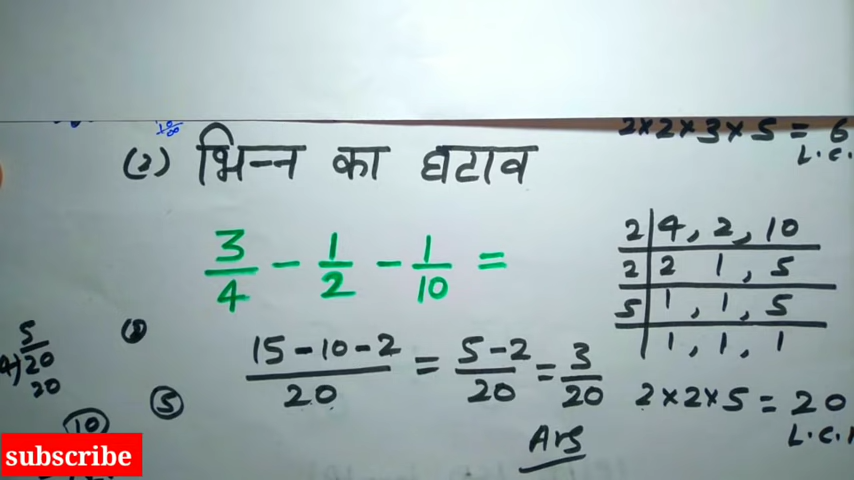 2×2×3×5 = 6
L.C.
(2) भिन्न का घटाव
3/4 - 1/2 - 1/10 =
2 | 4, 2, 10
2 | 2 1, 5
5 | 1, 1, 5
1, 1, 1
2×2×5 = 20
L.C.
15-10-2/20 = 5-2/20 = 3/20
Ans
5
4)20
20
5
10
subscribe